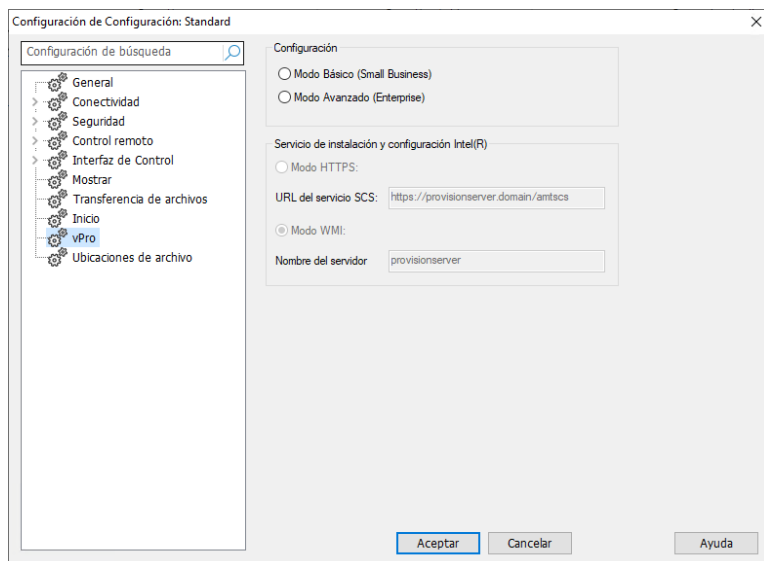 Configuración de Configuración: Standard
Configuración de búsqueda
General
Conectividad
Seguridad
Control remoto
Interfaz de Control
Mostrar
Transferencia de archivos
Inicio
vPro
Ubicaciones de archivo
Configuración
Modo Básico (Small Business)
Modo Avanzado (Enterprise)
Servicio de instalación y configuración Intel(R)
Modo HTTPS:
URL del servicio SCS: https://provisionserver.domain/amtscs
Modo WMI:
Nombre del servidor provisionserver
Aceptar Cancelar Ayuda